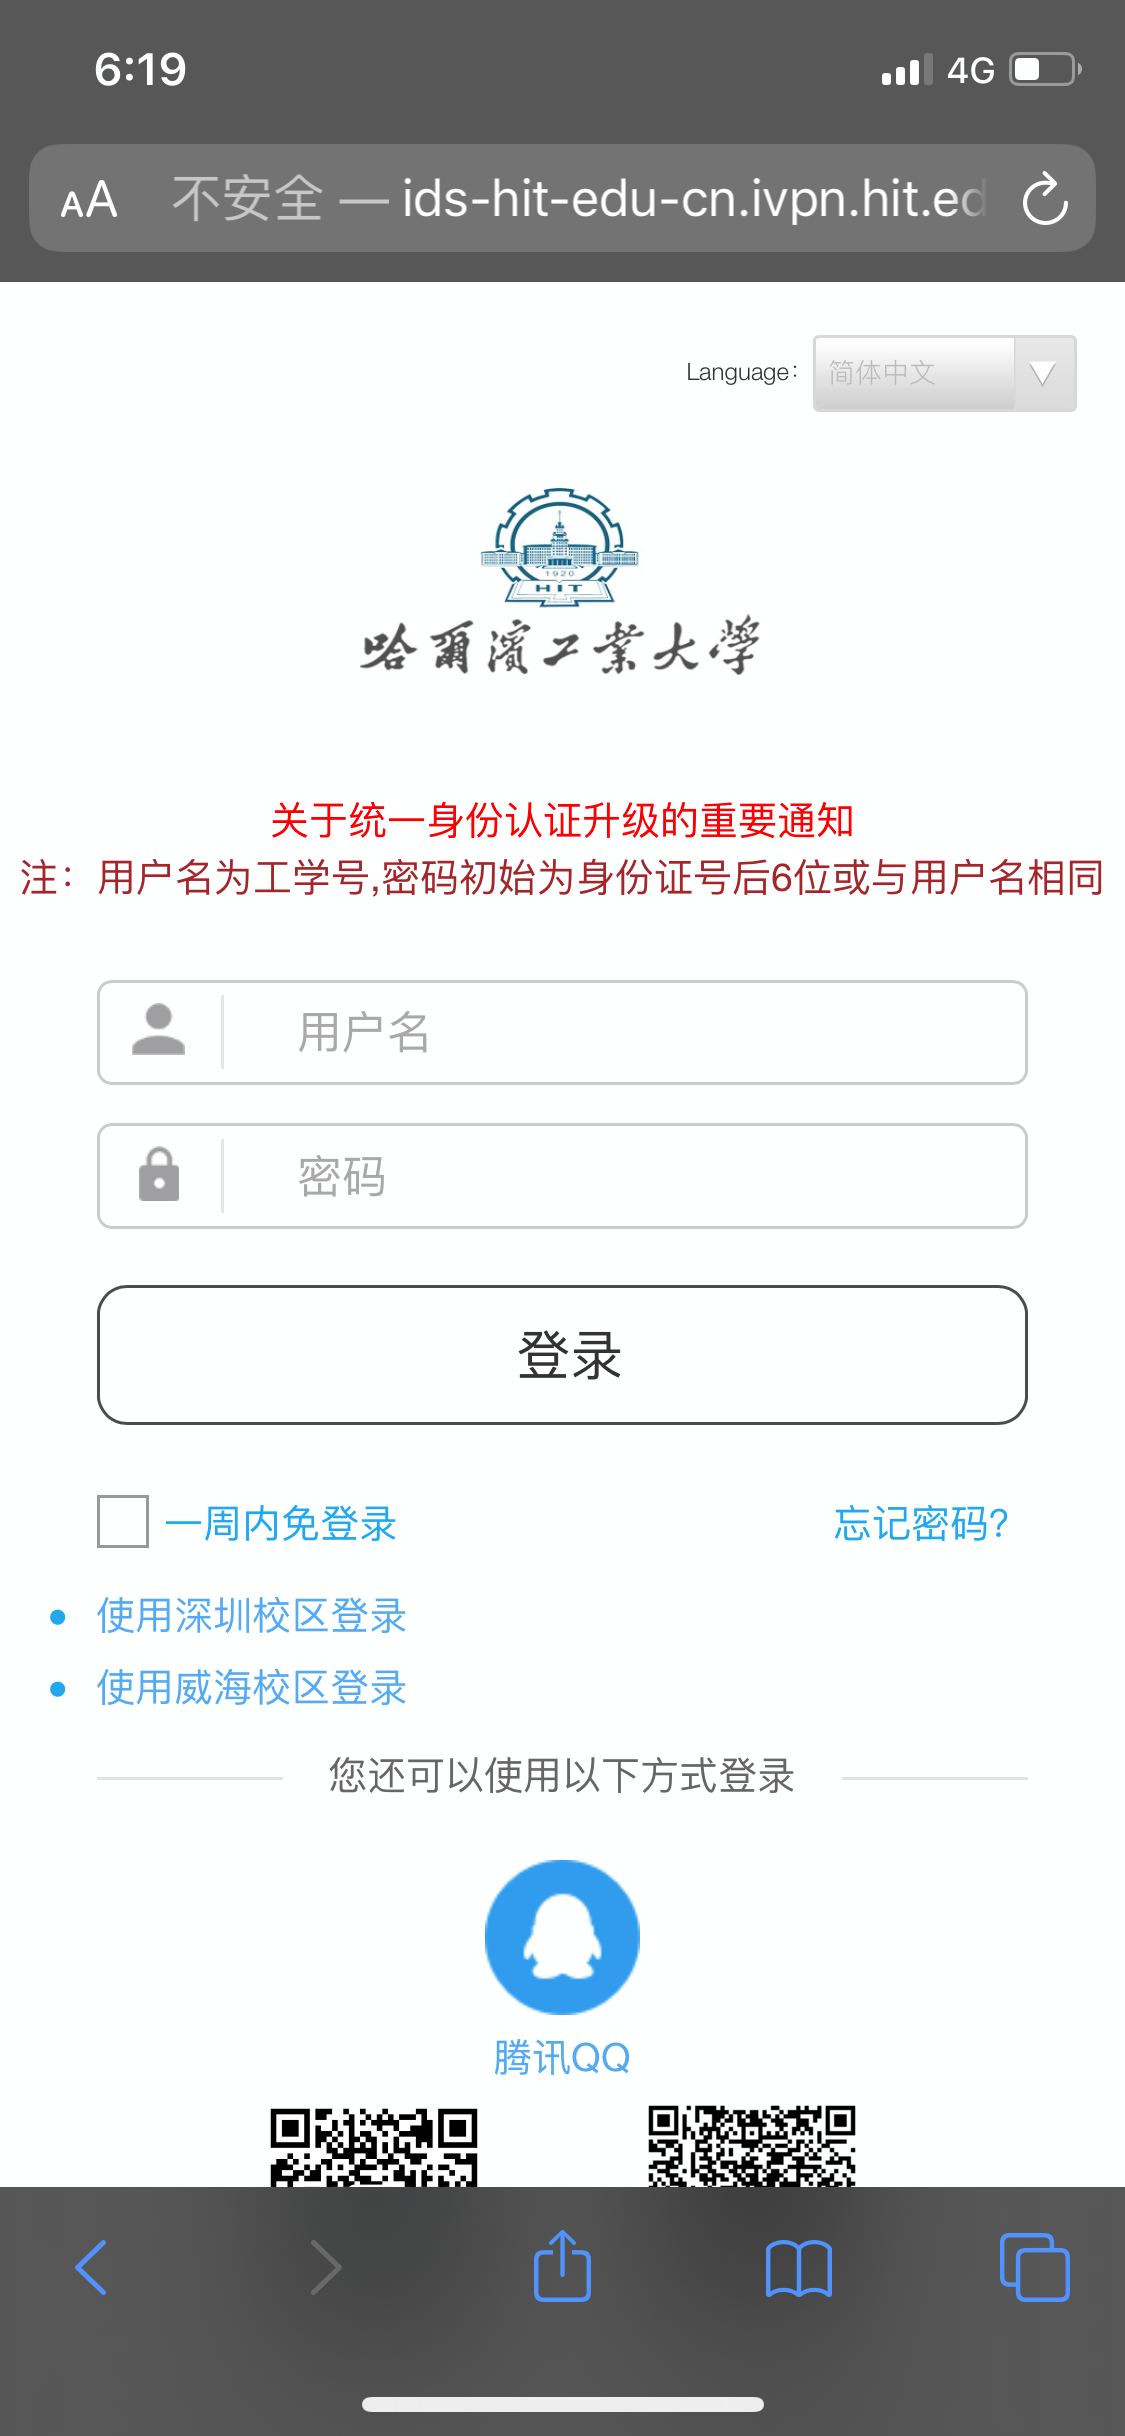 6:19
4G
AA 不安全 — ids-hit-edu-cn.ivpn.hit.ed
Language: 简体中文
1920
HIT
哈爾濱工業大學
关于统一身份认证升级的重要通知
注：用户名为工学号,密码初始为身份证号后6位或与用户名相同
用户名
密码
登录
一周内免登录
忘记密码?
使用深圳校区登录
使用威海校区登录
您还可以使用以下方式登录
腾讯QQ